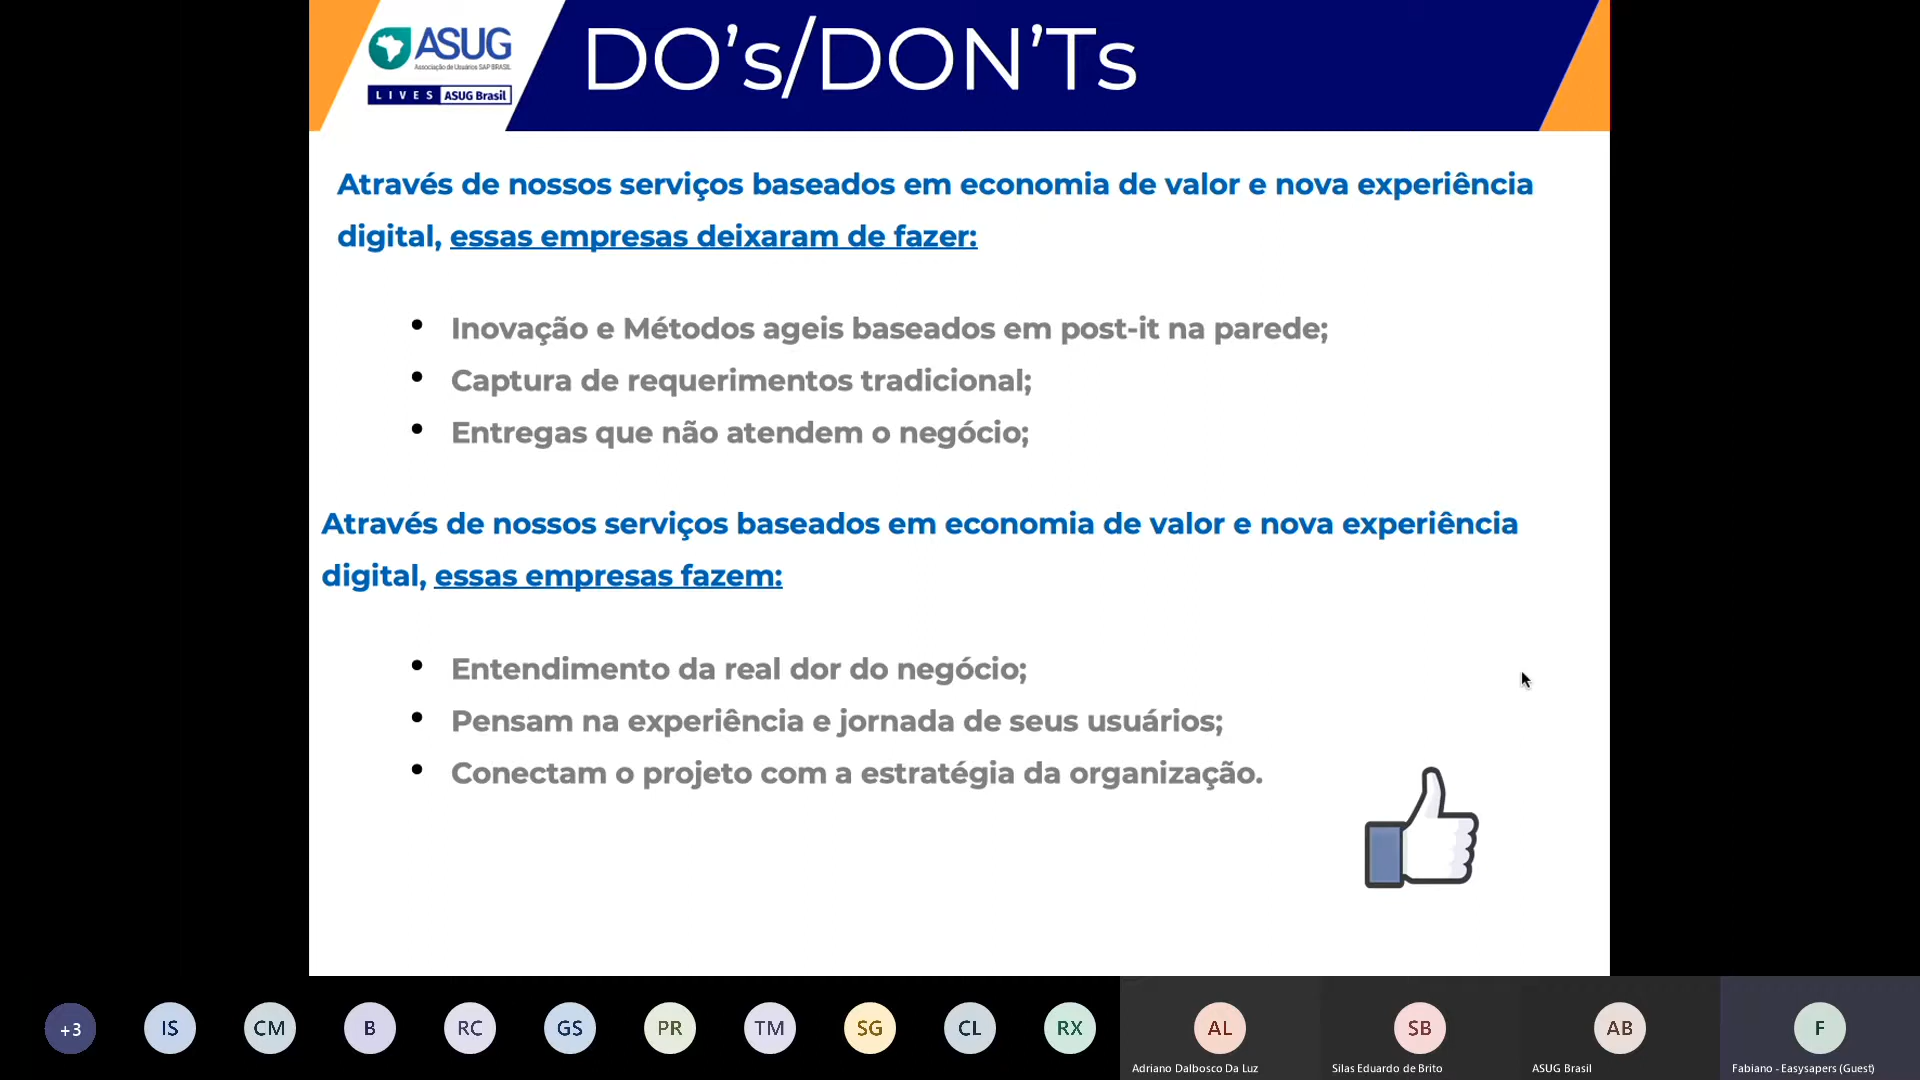 ASUG
Associação de Usuários SAP BRASIL
LIVES ASUG Brasil
DO's/DON'Ts
Através de nossos serviços baseados em economia de valor e nova experiência
digital, essas empresas deixaram de fazer:
• Inovação e Métodos ageis baseados em post-it na parede;
• Captura de requerimentos tradicional;
• Entregas que não atendem o negócio;
Através de nossos serviços baseados em economia de valor e nova experiência
digital, essas empresas fazem:
• Entendimento da real dor do negócio;
• Pensam na experiência e jornada de seus usuários;
• Conectam o projeto com a estratégia da organização.
+3 IS CM B RC GS PR TM SG CL RX AL SB AB F
Adriano Dalbosco Da Luz Silas Eduardo de Brito ASUG Brasil Fabiano - Easysapers (Guest)